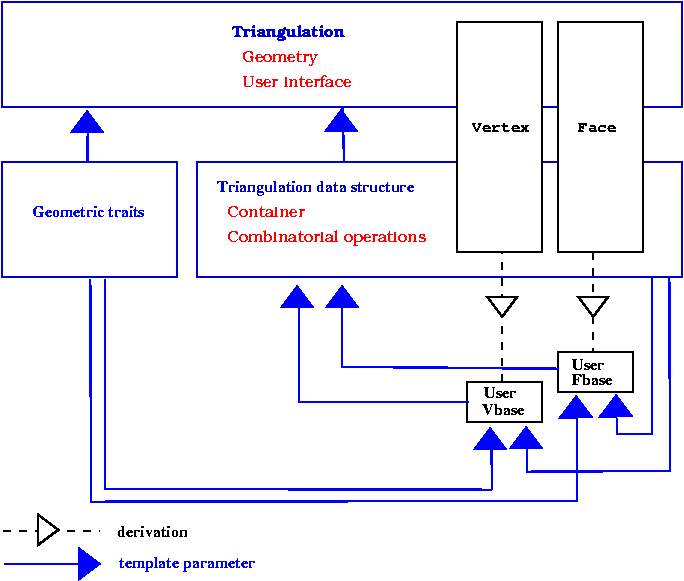 Triangulation
Geometry
User interface
Vertex
Face
Triangulation data structure
Geometric traits
Container
Combinatorial operations
User
Fbase
User
Vbase
derivation
template parameter